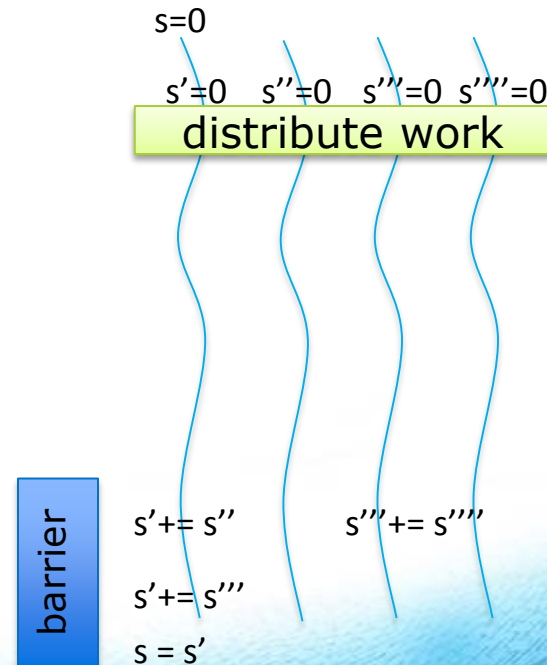 s=0
s’=0 s’’=0 s’’’=0 s’’’’=0
distribute work
barrier
s’+= s’’ s’’’+= s’’’’
s’+= s’’’
s = s’